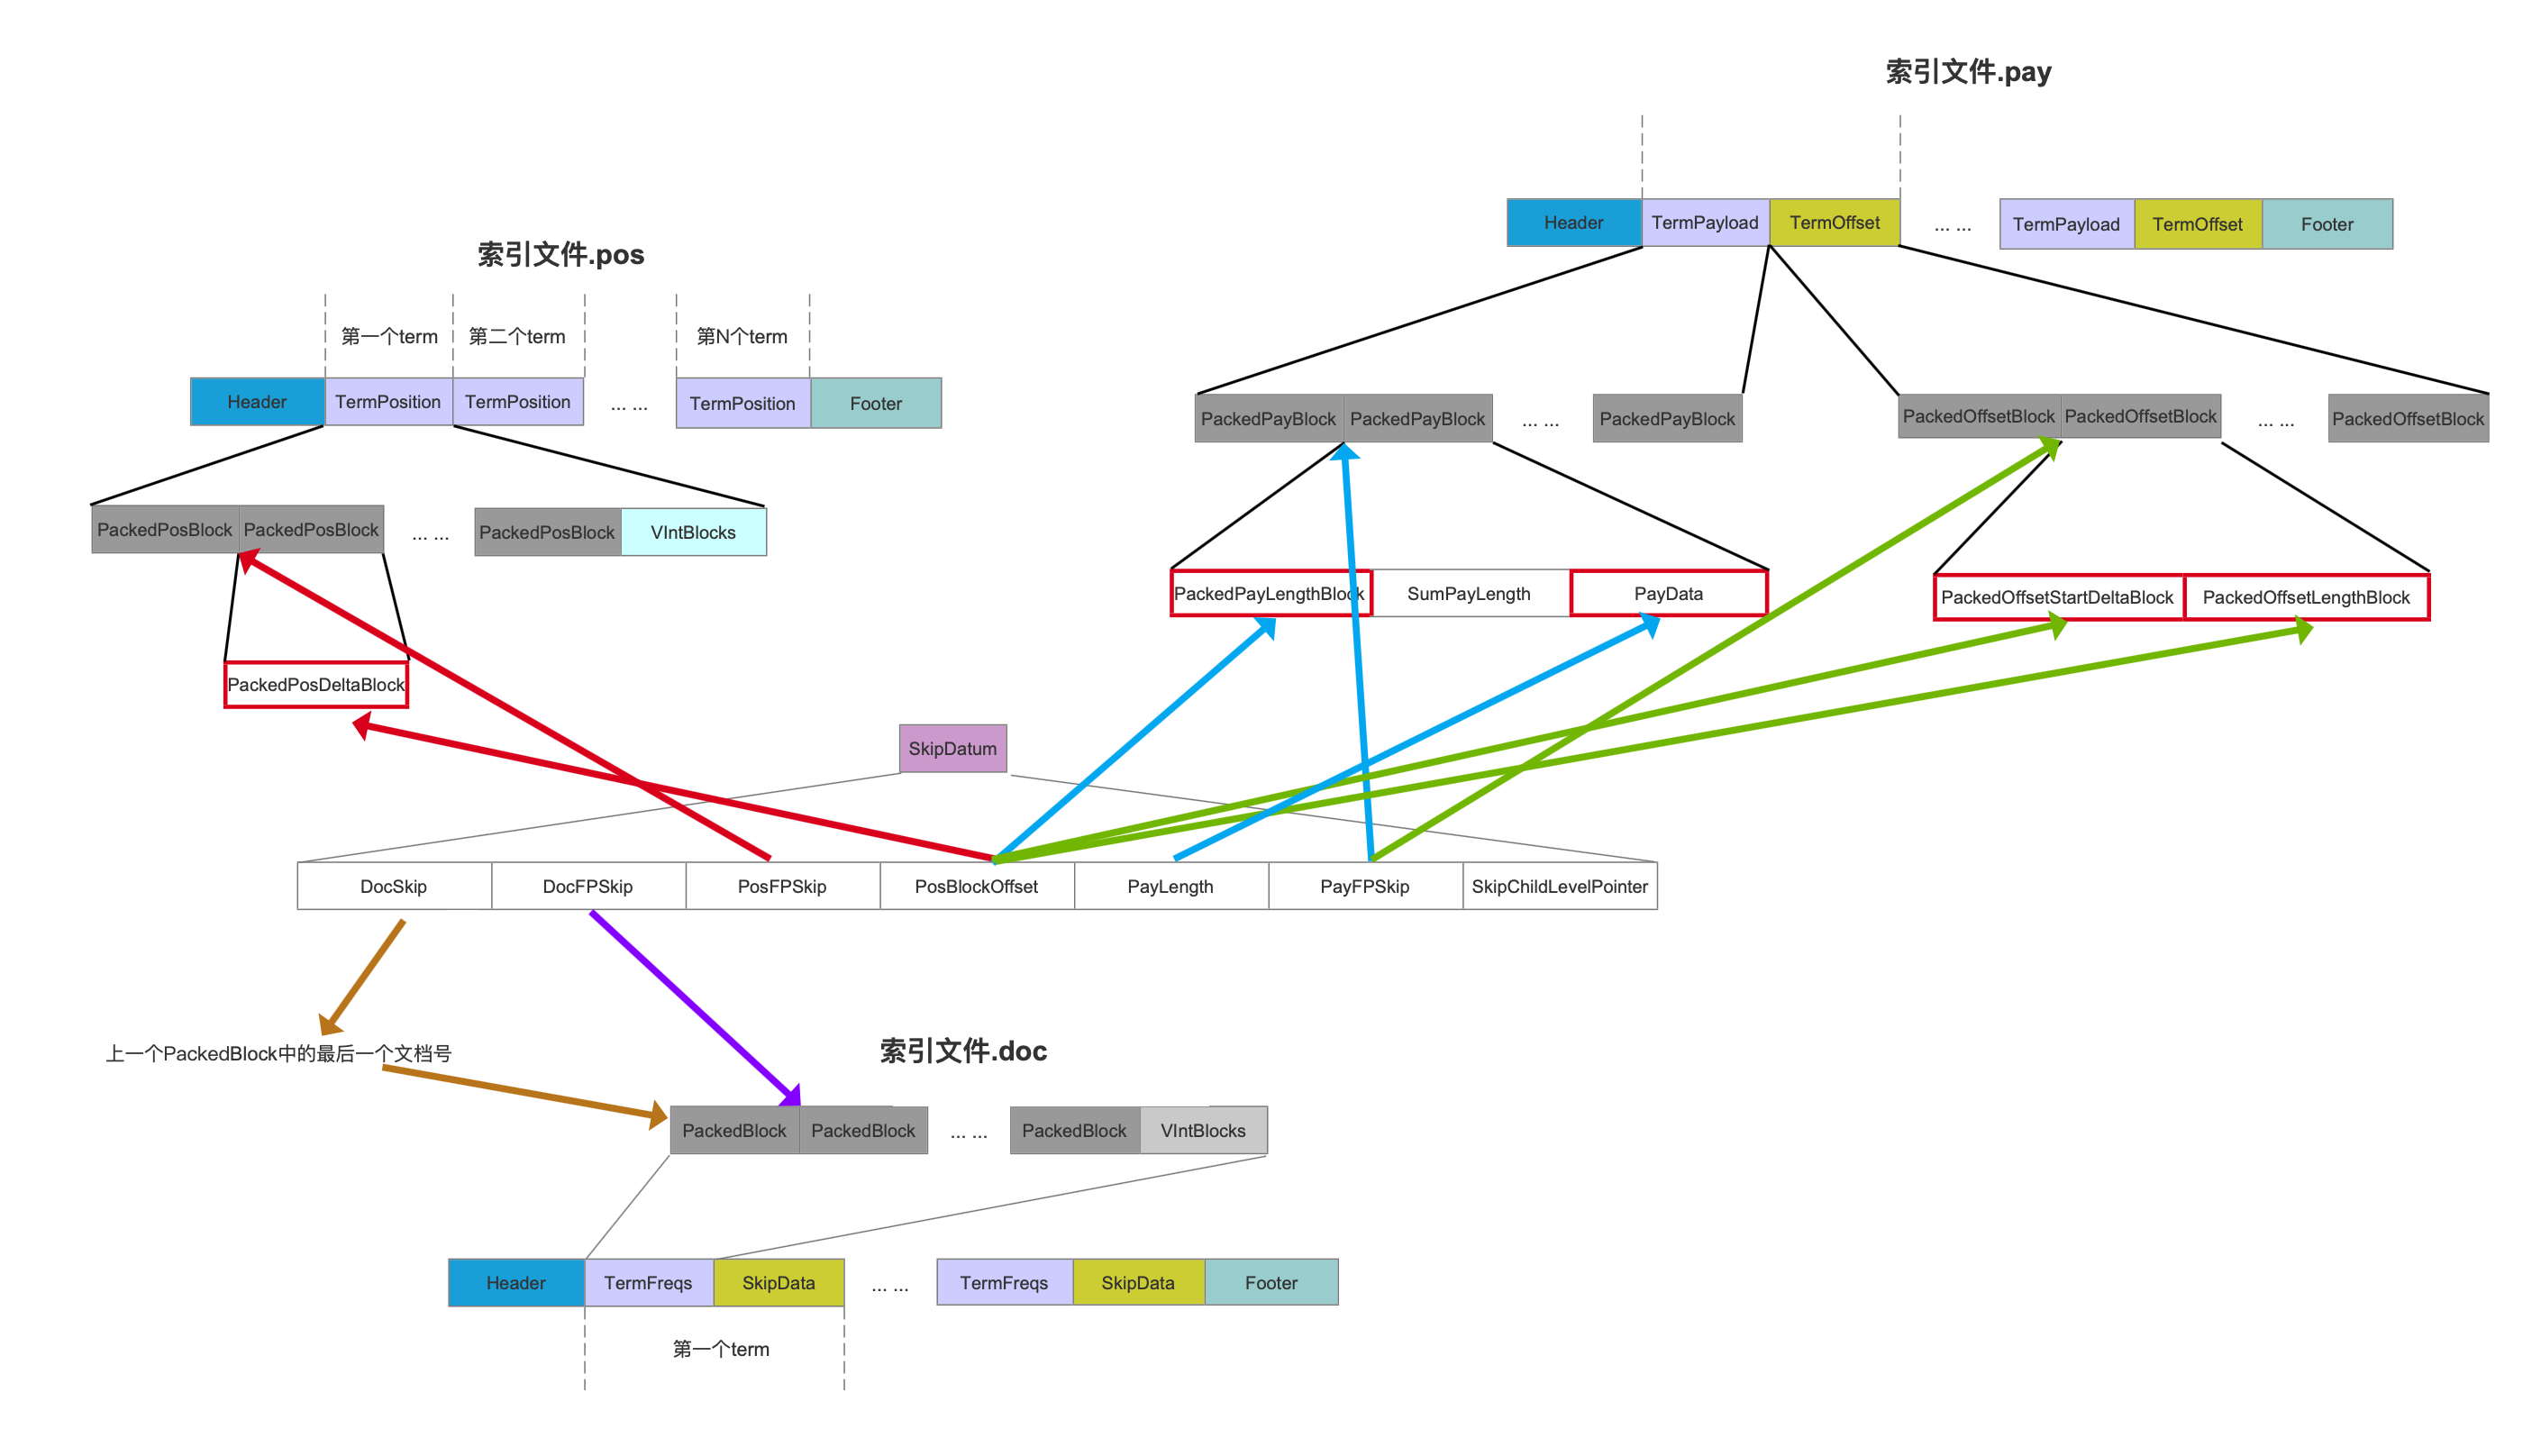 索引文件.pay
Header TermPayload TermOffset ... ... TermPayload TermOffset Footer
索引文件.pos
第一个term 第二个term 第N个term
Header TermPosition TermPosition ... ... TermPosition Footer
PackedPayBlock PackedPayBlock ... ... PackedPayBlock PackedOffsetBlock PackedOffsetBlock ... ... PackedOffsetBlock
PackedPosBlock PackedPosBlock ... ... PackedPosBlock VIntBlocks
PackedPayLengthBlock SumPayLength PayData PackedOffsetStartDeltaBlock PackedOffsetLengthBlock
PackedPosDeltaBlock
SkipDatum
DocSkip DocFPSkip PosFPSkip PosBlockOffset PayLength PayFPSkip SkipChildLevelPointer
上一个PackedBlock中的最后一个文档号
索引文件.doc
PackedBlock PackedBlock ... ... PackedBlock VIntBlocks
Header TermFreqs SkipData ... ... TermFreqs SkipData Footer
第一个term